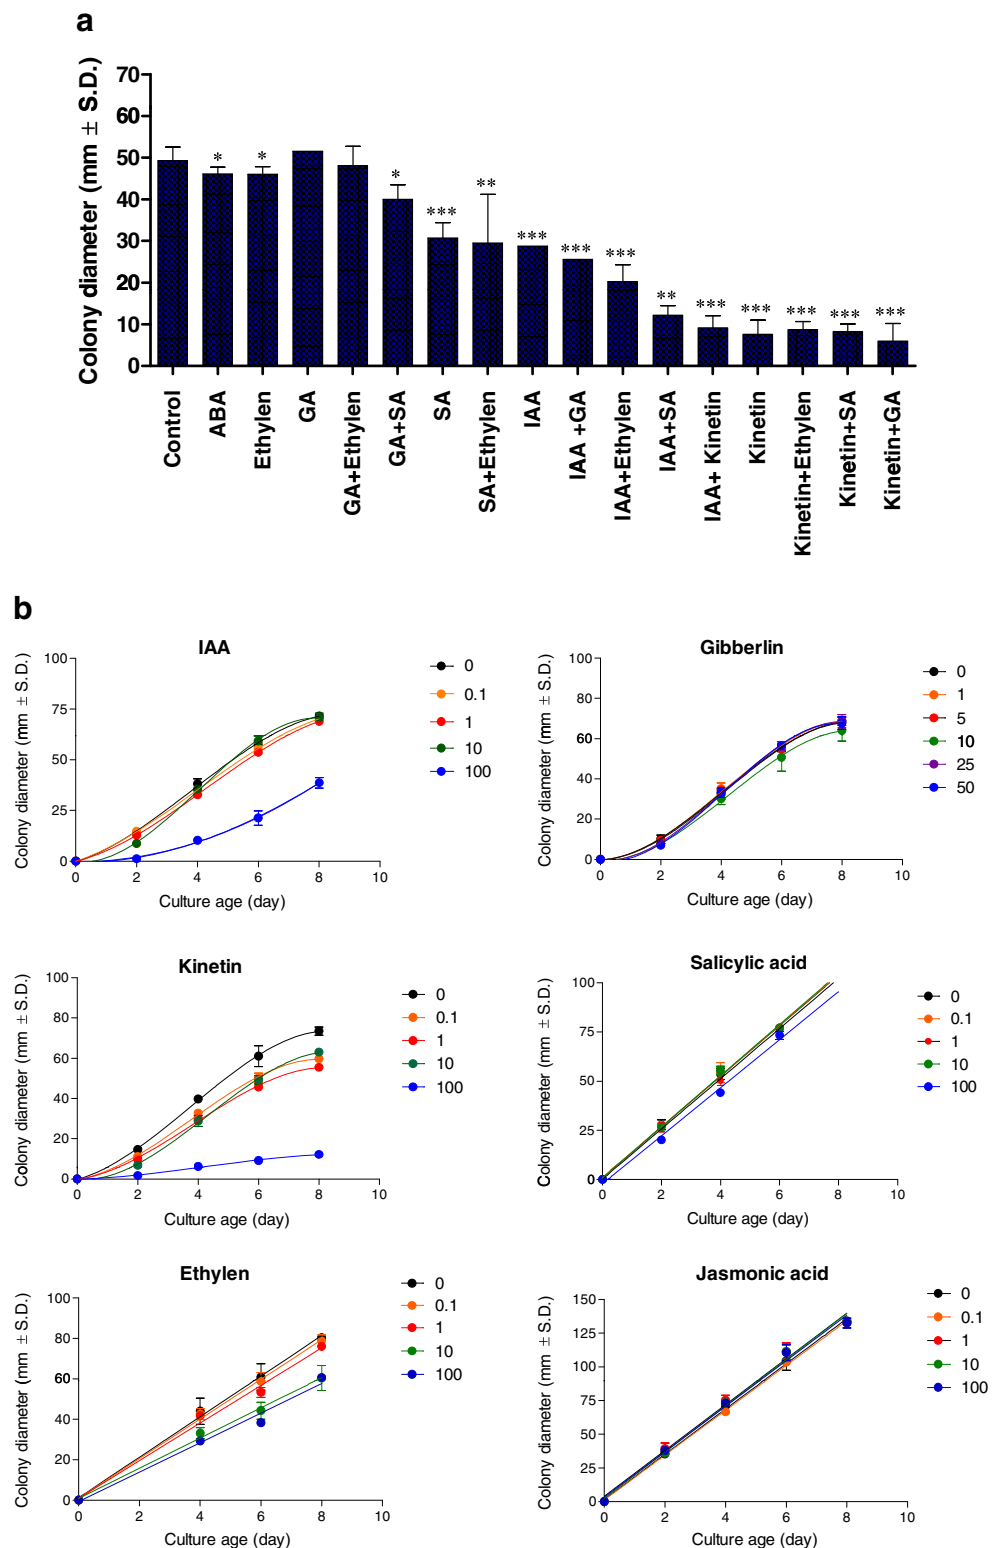 a
Colony diameter (mm ± S.D.)
70
60
50
40
30
20
10
0
* * * *** ** *** *** *** ** *** *** *** *** ***
Control
ABA
Ethylen
GA
GA+Ethylen
GA+SA
SA
SA+Ethylen
IAA
IAA +GA
IAA+Ethylen
IAA+SA
IAA+ Kinetin
Kinetin
Kinetin+Ethylen
Kinetin+SA
Kinetin+GA
b
IAA
Colony diameter (mm ± S.D.)
100
75
50
25
0
0 2 4 6 8 10
Culture age (day)
0
0.1
1
10
100
Gibberlin
Colony diameter (mm ± S.D.)
100
80
60
40
20
0
0 2 4 6 8 10
Culture age (day)
0
1
5
10
25
50
Kinetin
Colony diameter (mm ± S.D.)
100
80
60
40
20
0
0 2 4 6 8 10
Culture age (day)
0
0.1
1
10
100
Salicylic acid
Colony diameter (mm ± S.D.)
100
75
50
25
0
0 2 4 6 8 10
Culture age (day)
0
0.1
1
10
100
Ethylen
Colony diameter (mm ± S.D.)
100
80
60
40
20
0
0 2 4 6 8 10
Culture age (day)
0
0.1
1
10
100
Jasmonic acid
Colony diameter (mm ± S.D.)
150
125
100
75
50
25
0
0 2 4 6 8 10
Culture age (day)
0
0.1
1
10
100